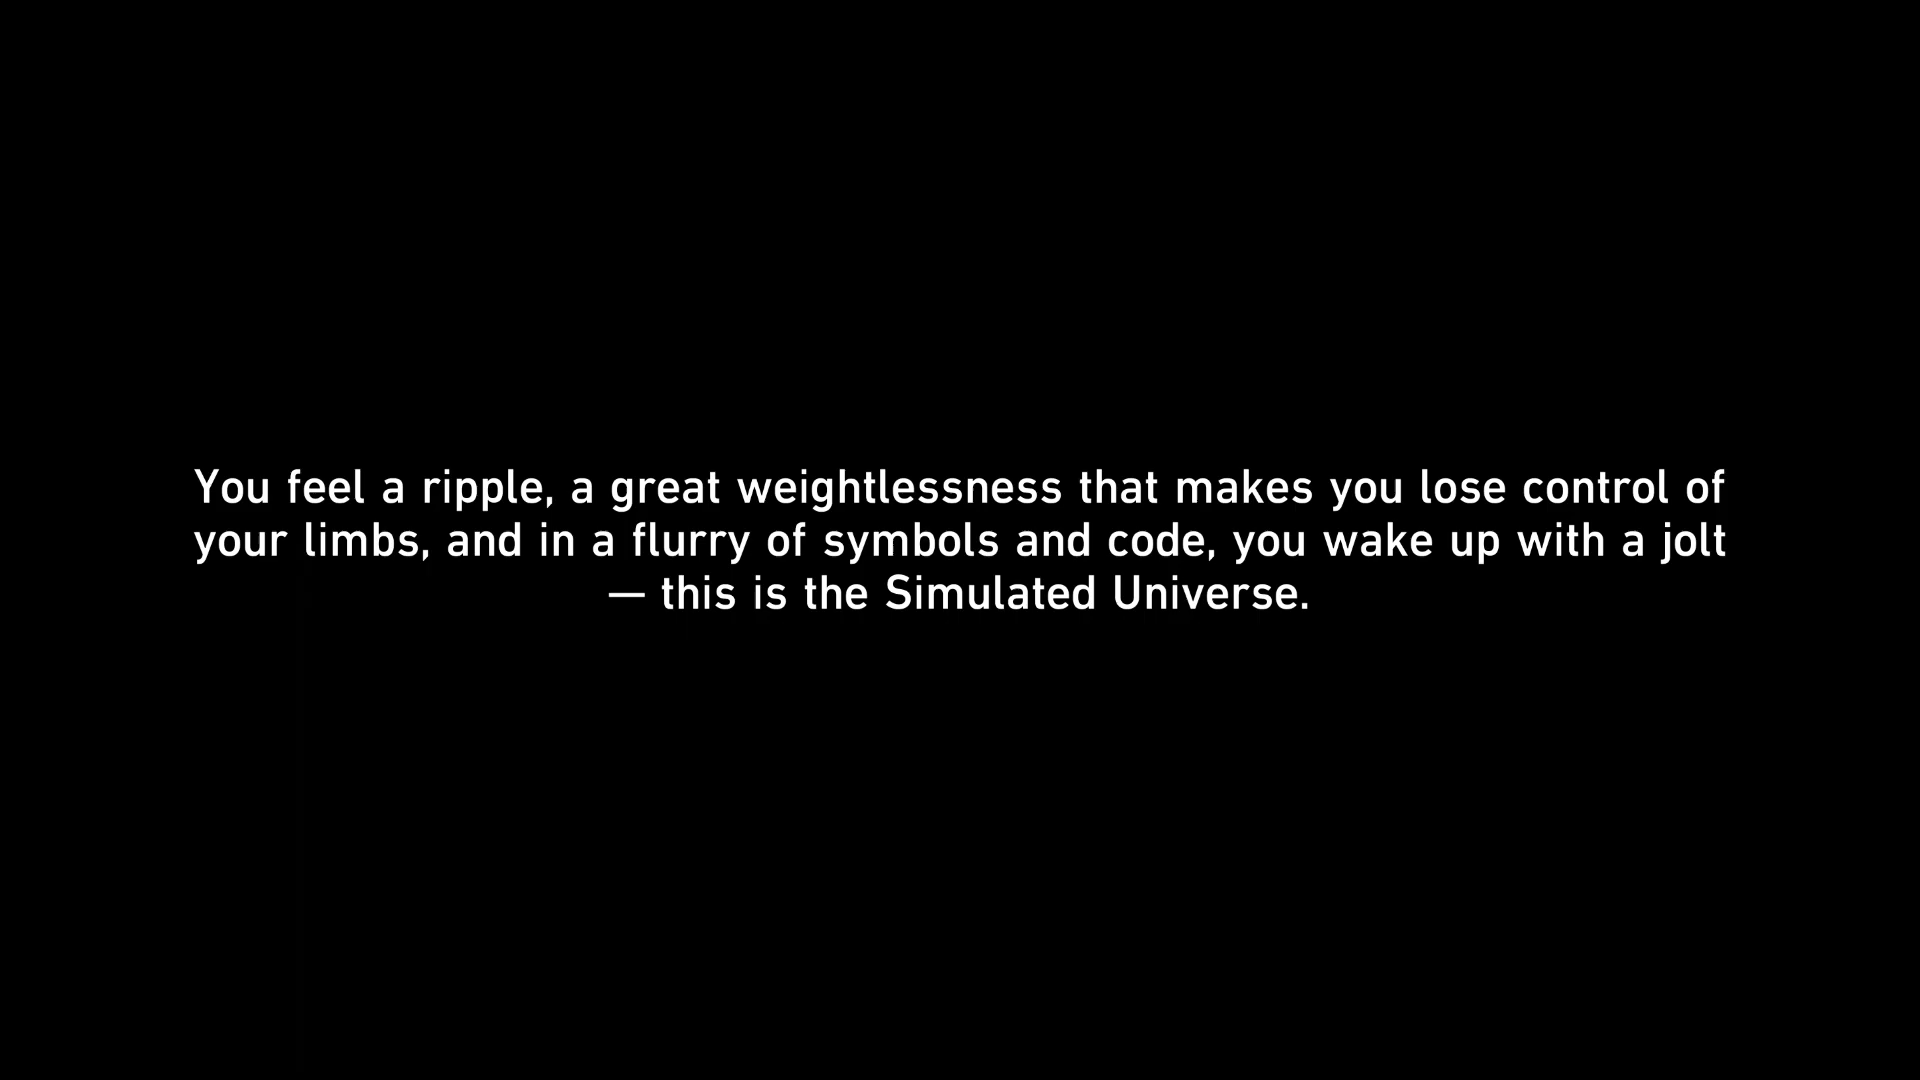 You feel a ripple, a great weightlessness that makes you lose control of
your limbs, and in a flurry of symbols and code, you wake up with a jolt
— this is the Simulated Universe.